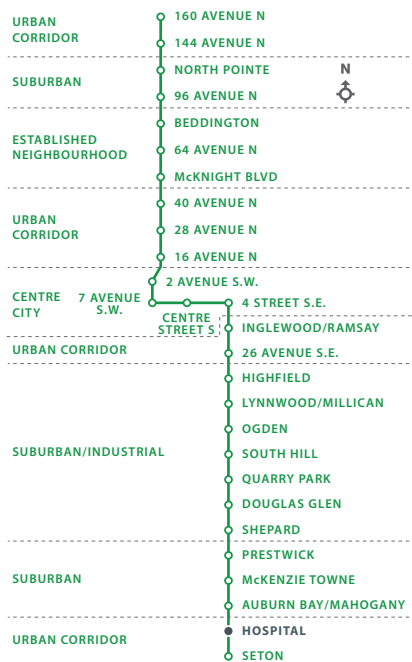 160 AVENUE N
URBAN
CORRIDOR
144 AVENUE N
NORTH POINTE
N
SUBURBAN
96 AVENUE N
BEDDINGTON
ESTABLISHED
NEIGHBOURHOOD
64 AVENUE N
McKNIGHT BLVD
40 AVENUE N
URBAN
CORRIDOR
28 AVENUE N
16 AVENUE N
2 AVENUE S.W.
CENTRE
CITY
7 AVENUE
S.W.
4 STREET S.E.
CENTRE
STREET S
INGLEWOOD/RAMSAY
URBAN CORRIDOR
26 AVENUE S.E.
HIGHFIELD
LYNNWOOD/MILLICAN
OGDEN
SUBURBAN/INDUSTRIAL
SOUTH HILL
QUARRY PARK
DOUGLAS GLEN
SHEPARD
PRESTWICK
SUBURBAN
McKENZIE TOWNE
AUBURN BAY/MAHOGANY
HOSPITAL
URBAN CORRIDOR
SETON